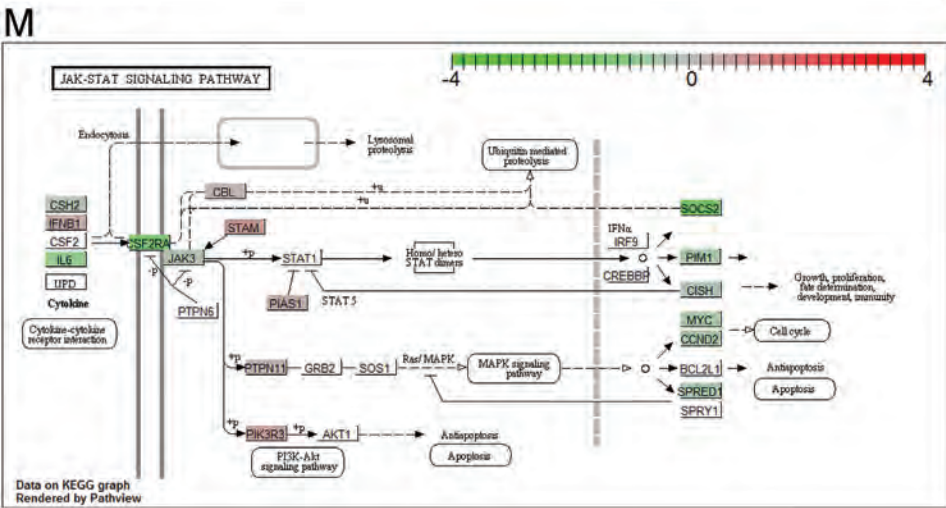 M
JAK-STAT SIGNALING PATHWAY
-4
0
4
Endocytosis
Lysosomal
proteolysis
Ubiquitin mediated
proteolysis
CSH2
IFNB1
CSF2
IL6
UPD
Cytokine
Cytokine-cytokine
receptor interaction
CSF2RA
JAK3
CBL
STAM
+u
+u
+p
-p
-p
PTPN6
STAT1
PIAS1
STAT5
Homo/ hetero
STAT dimers
IFNα
IRF9
CREBBP
SOCS2
PIM1
CISH
Growth, proliferation,
fate determination,
development, immunity
MYC
CCND2
Cell cycle
+p
PTPN11
GRB2
SOS1
Ras/ MAPK
MAPK signaling
pathway
BCL2L1
Antiapoptosis
Apoptosis
SPRED1
SPRY1
PIK3R3
+p
AKT1
Antiapoptosis
Apoptosis
PI3K-Akt
signaling pathway
Data on KEGG graph
Rendered by Pathview